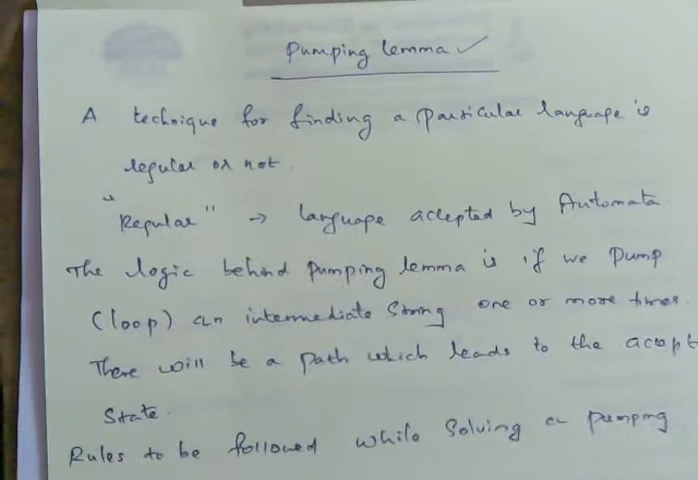 Pumping lemma ✓
A technique for finding a particular language is
regular or not.
"Regular" → language accepted by Automata.
The logic behind pumping lemma is if we pump
(loop) an intermediate string one or more times
There will be a path which leads to the accept
state.
Rules to be followed while solving a pumping